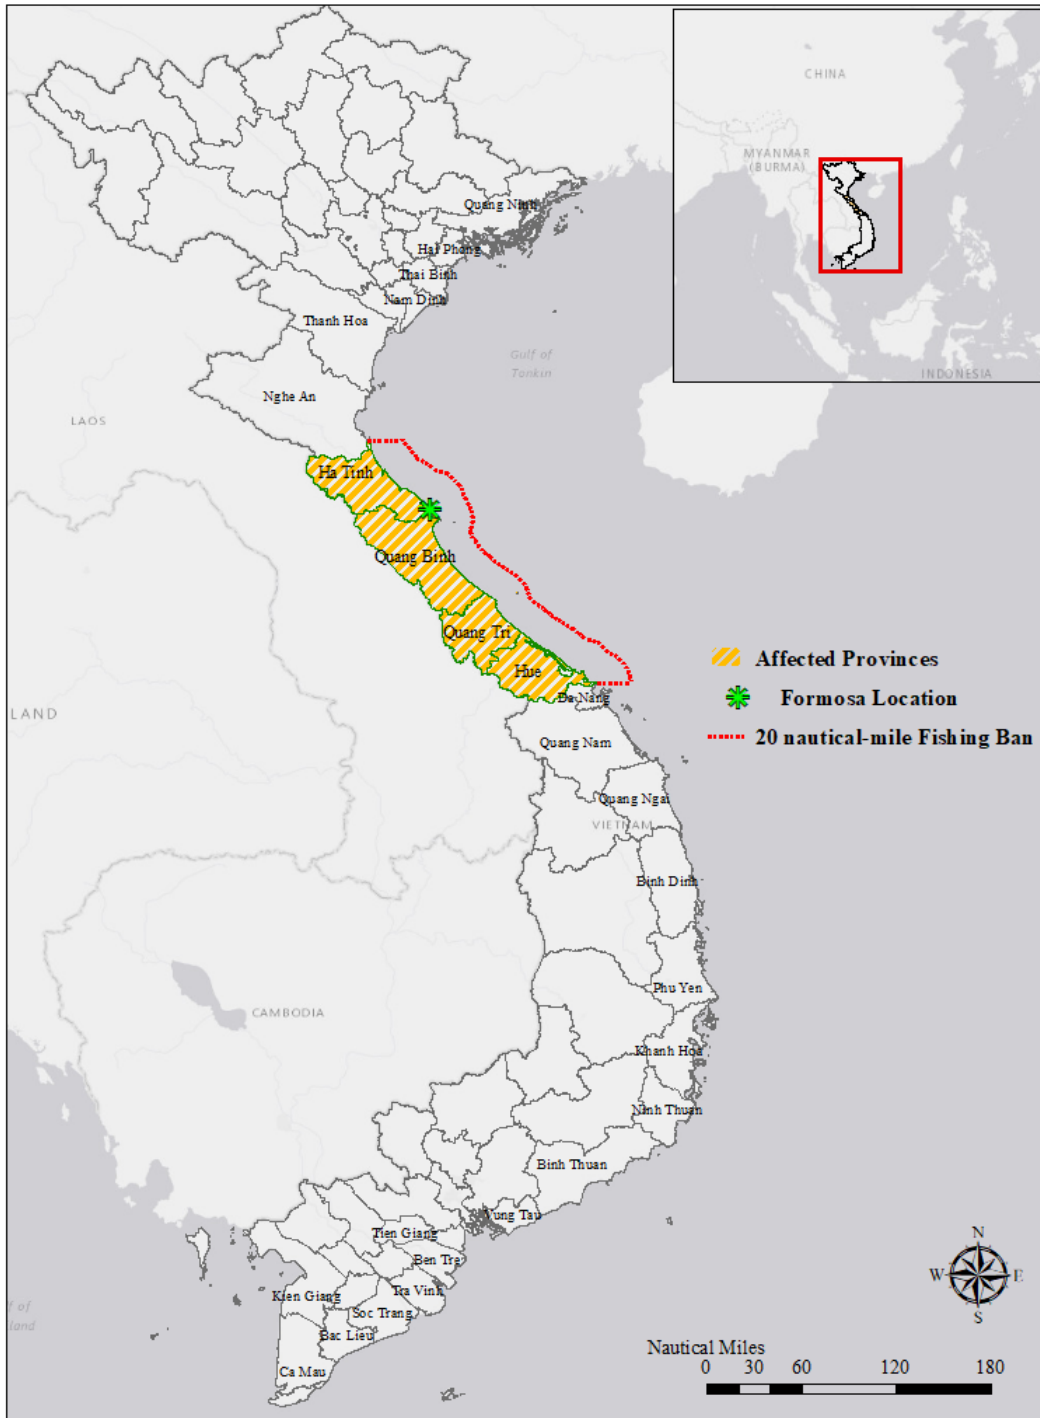 CHINA
MYANMAR
(BURMA)
INDONESIA
Quang Ninh
Hai Phong
Thai Binh
Nam Dinh
Thanh Hoa
Gulf of
Tonkin
Nghe An
LAOS
Ha Tinh
Quang Binh
Quang Tri
Hue
Da Nang
Affected Provinces
Formosa Location
20 nautical-mile Fishing Ban
LAND
Quang Nam
Quang Ngai
VIETNAM
Binh Dinh
Phu Yen
CAMBODIA
Khanh Hoa
Ninh Thuan
Binh Thuan
Vung Tau
Tien Giang
Ben Tre
Tra Vinh
Kien Giang
Soc Trang
Bac Lieu
Ca Mau
f of
land
N
W E
S
Nautical Miles
0 30 60 120 180